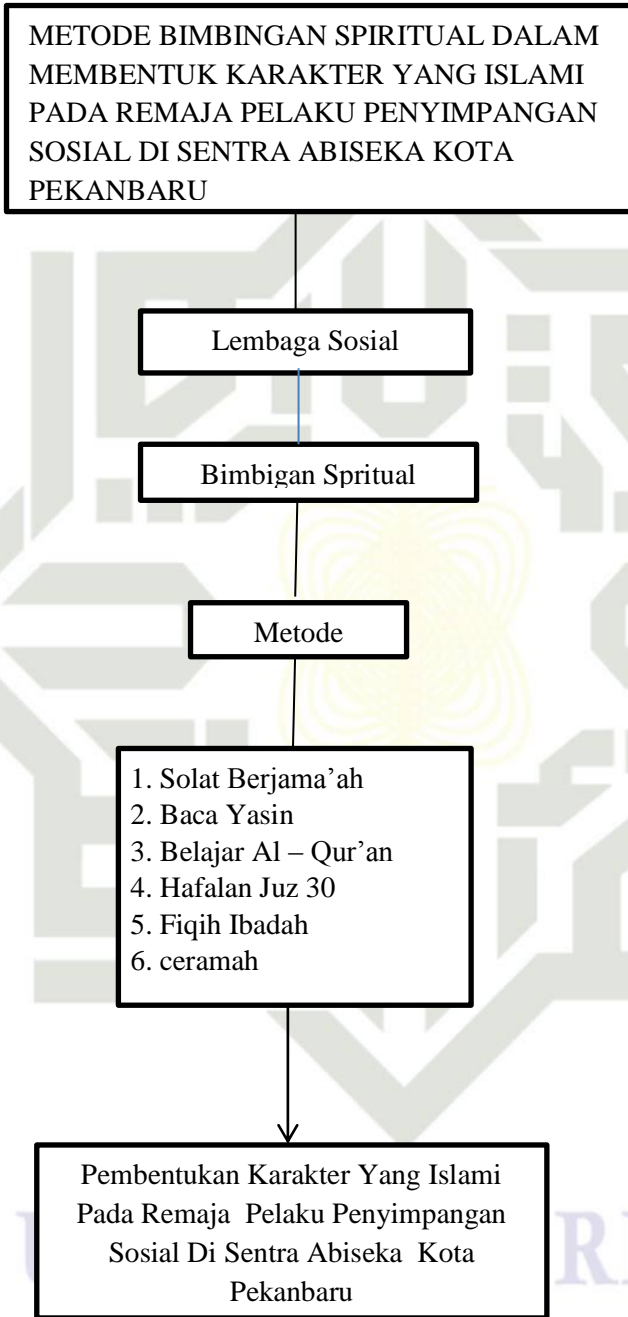 METODE BIMBINGAN SPIRITUAL DALAM
MEMBENTUK KARAKTER YANG ISLAMI
PADA REMAJA PELAKU PENYIMPANGAN
SOSIAL DI SENTRA ABISEKA KOTA
PEKANBARU
Lembaga Sosial
Bimbigan Spritual
Metode
1. Solat Berjama’ah
2. Baca Yasin
3. Belajar Al – Qur’an
4. Hafalan Juz 30
5. Fiqih Ibadah
6. ceramah
Pembentukan Karakter Yang Islami
Pada Remaja Pelaku Penyimpangan
Sosial Di Sentra Abiseka Kota
Pekanbaru